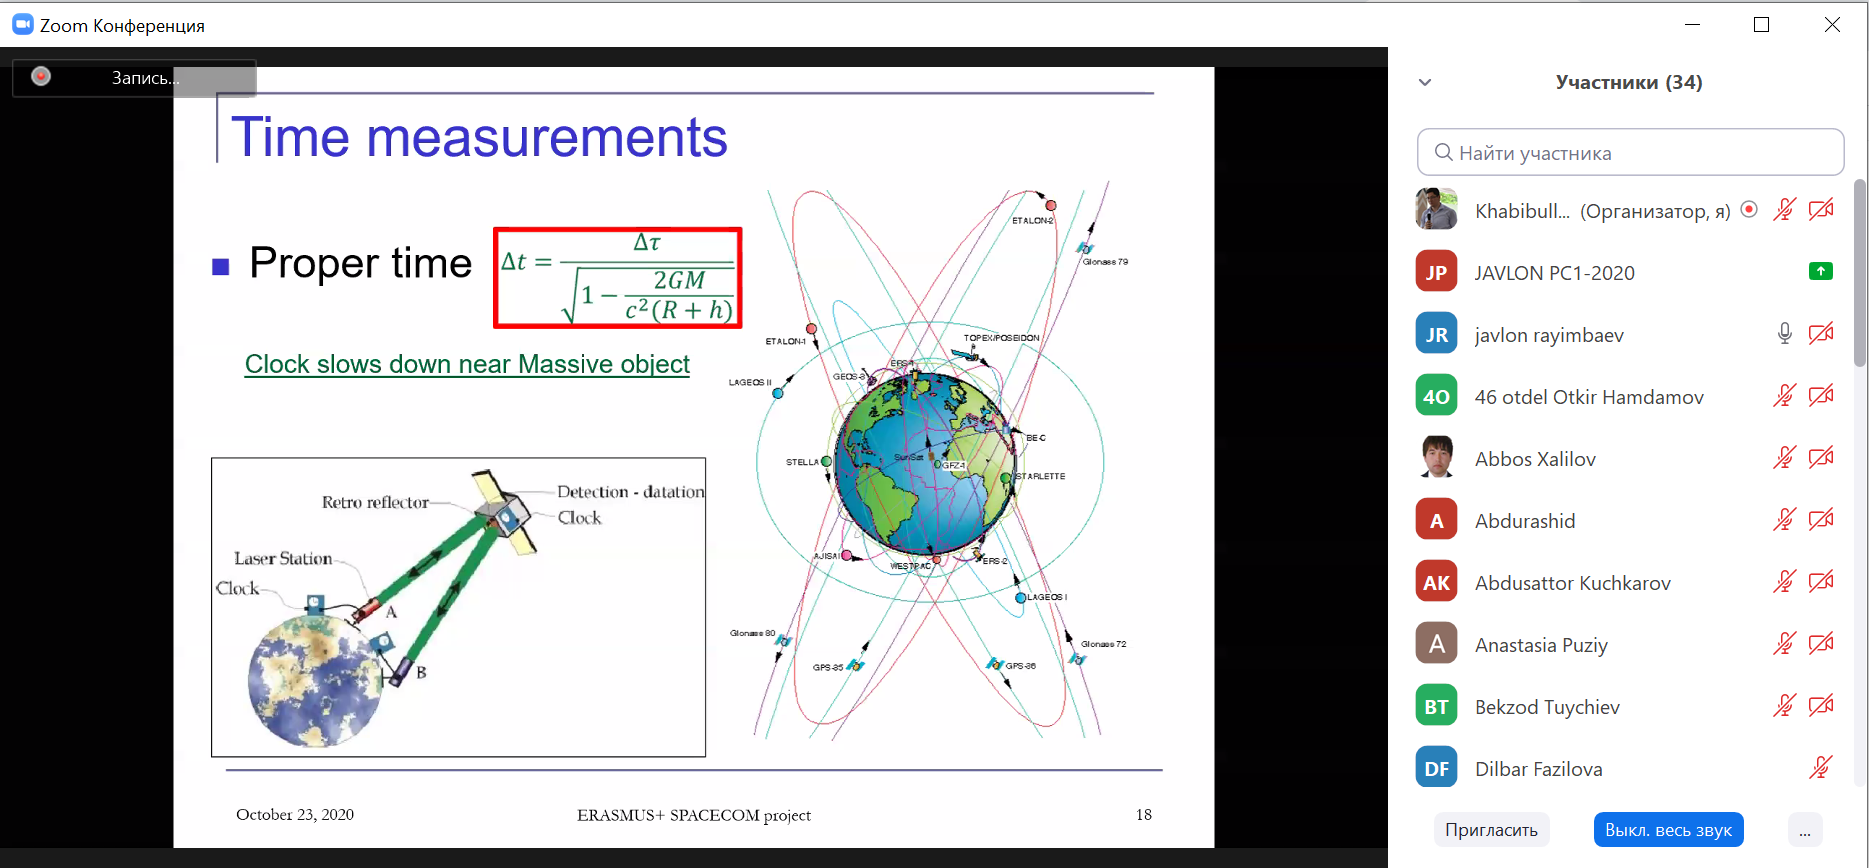 Zoom Конференция
Запись...
Time measurements
Proper time
Δt = Δτ / √(1 − 2GM / c²(R + h))
Clock slows down near Massive object
Retro reflector
Detection - datation
Clock
Laser Station
Clock
A
B
ETALON-2
Glonass 79
ETALON-1
TOPEX/POSEIDON
ERS-1
GEOS-3
LAGEOS II
BE-C
STELLA
SunSat
GFZ-1
STARLETTE
AJISAI
WESTPAC
ERS-2
LAGEOS I
Glonass 80
Glonass 72
GPS-35
GPS-36
October 23, 2020
ERASMUS+ SPACECOM project
18
Участники (34)
Найти участника
Khabibull... (Организатор, я)
JP JAVLON PC1-2020
JR javlon rayimbaev
4O 46 otdel Otkir Hamdamov
Abbos Xalilov
A Abdurashid
AK Abdusattor Kuchkarov
A Anastasia Puziy
BT Bekzod Tuychiev
DF Dilbar Fazilova
Пригласить
Выкл. весь звук
...